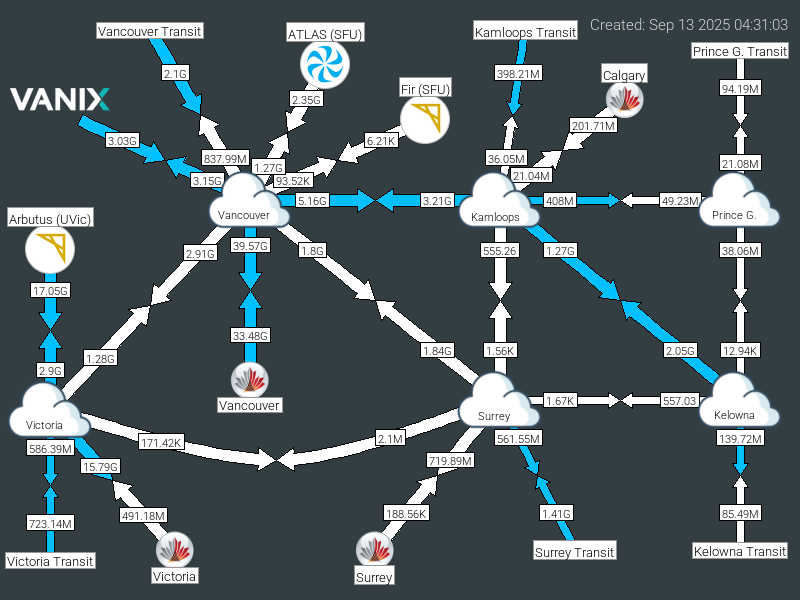 Created: Sep 13 2025 04:31:03
Vancouver Transit
ATLAS (SFU)
Kamloops Transit
Prince G. Transit
2.1G
398.21M
Calgary
94.19M
VANIX
2.35G
Fir (SFU)
3.03G
6.21K
201.71M
837.99M
1.27G
36.05M
21.08M
3.15G
93.52K
21.04M
5.16G
3.21G
408M
49.23M
Arbutus (UVic)
Vancouver
Kamloops
Prince G.
2.91G
39.57G
1.8G
555.26
1.27G
38.06M
17.05G
33.48G
1.28G
1.84G
1.56K
2.05G
12.94K
2.9G
Vancouver
1.67K
557.03
Victoria
Surrey
Kelowna
586.39M
171.42K
2.1M
561.55M
139.72M
15.79G
719.89M
723.14M
491.18M
188.56K
1.41G
85.49M
Victoria Transit
Victoria
Surrey
Surrey Transit
Kelowna Transit